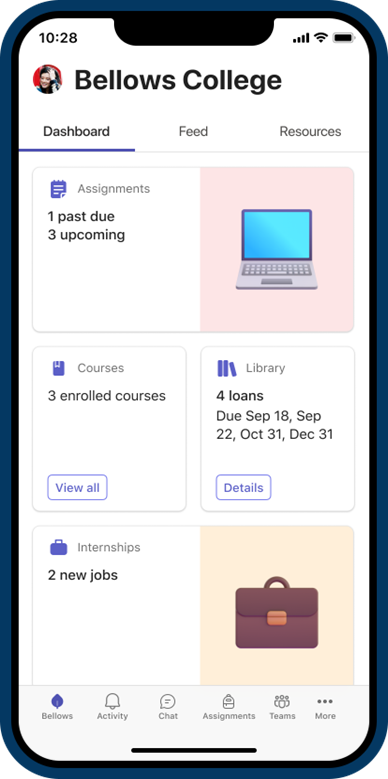 10:28
Bellows College
Dashboard
Feed
Resources
Assignments
1 past due
3 upcoming
Courses
3 enrolled courses
View all
Library
4 loans
Due Sep 18, Sep
22, Oct 31, Dec 31
Details
Internships
2 new jobs
Bellows
Activity
Chat
Assignments
Teams
More